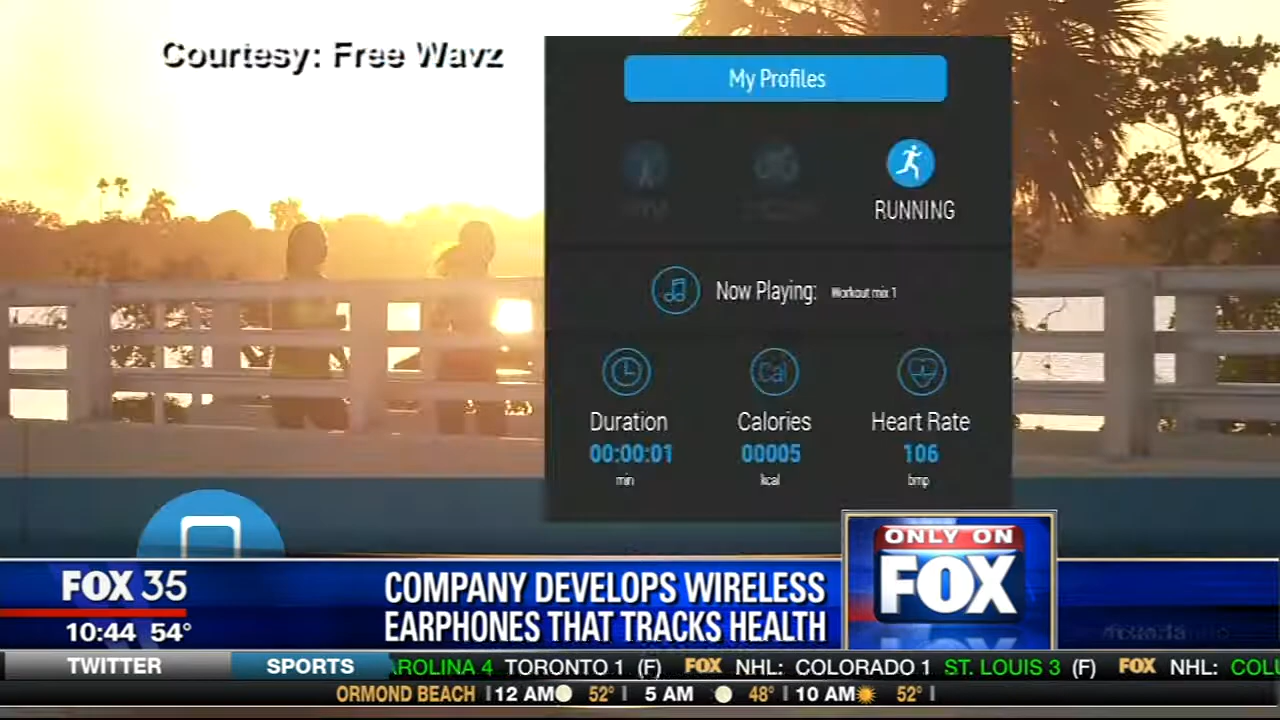 Courtesy: Free Wavz
My Profiles
RUNNING
Now Playing: Workout mix 1
Cal
Duration
Calories
Heart Rate
00:00:01
00005
106
min
kcal
bmp
ONLY ON
FOX
FOX 35
COMPANY DEVELOPS WIRELESS
EARPHONES THAT TRACKS HEALTH
10:44 54°
TWITTER SPORTS ROLINA 4 TORONTO 1 (F) FOX NHL: COLORADO 1 ST. LOUIS 3 (F) FOX NHL: COL
ORMOND BEACH 12 AM 52° 5 AM 48° 10 AM 52°